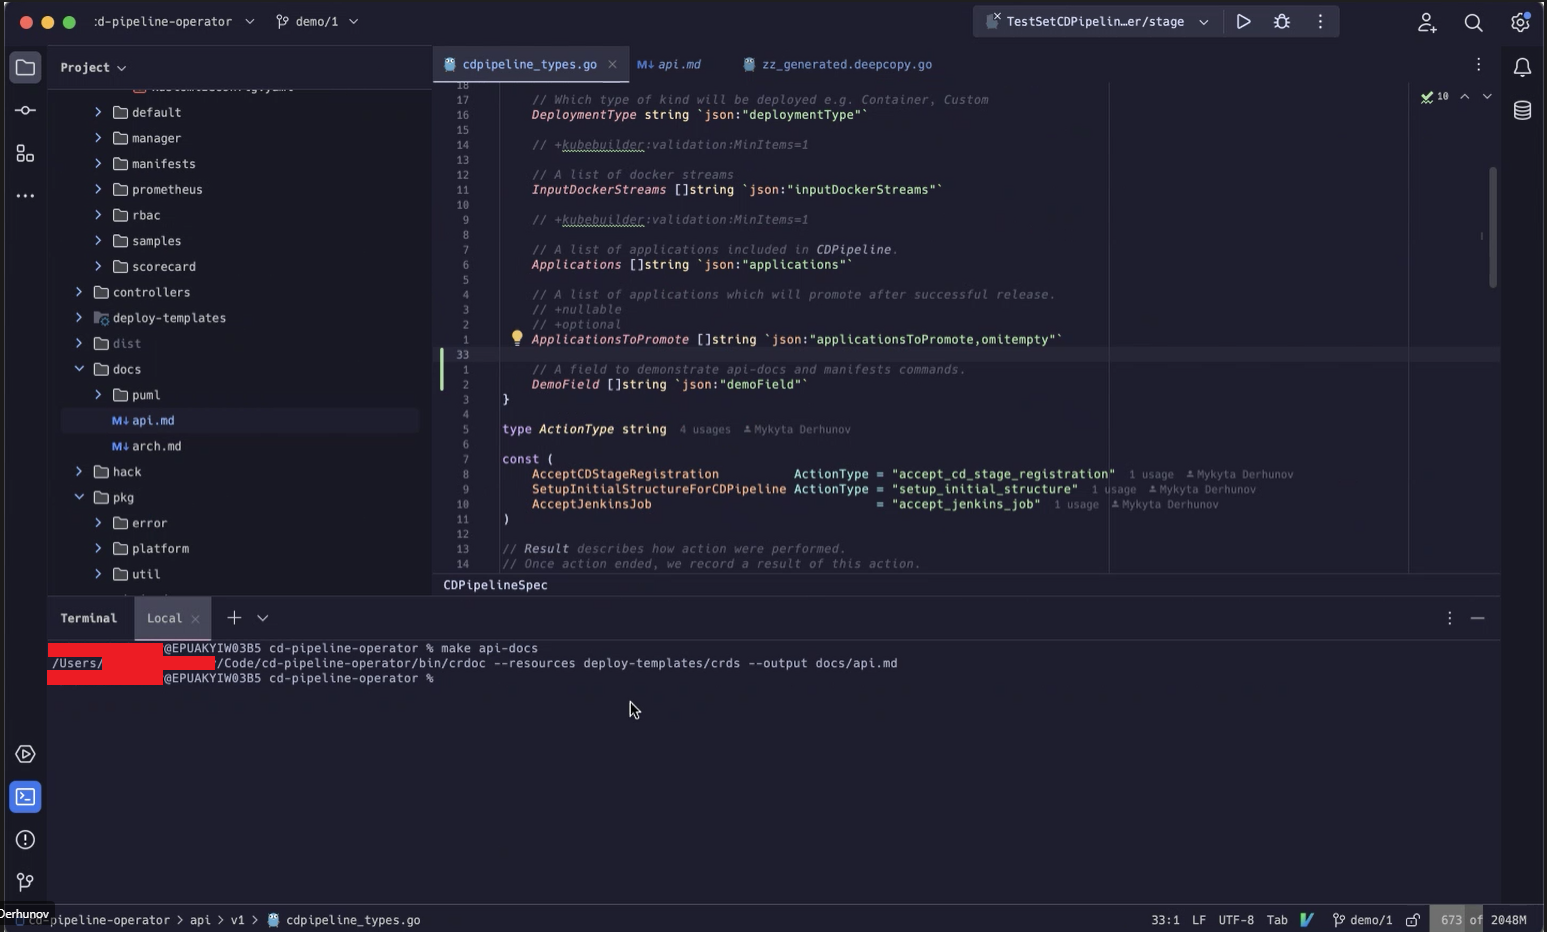 :d-pipeline-operator
demo/1
TestSetCDPipelin…er/stage
Project
default
manager
manifests
prometheus
rbac
samples
scorecard
controllers
deploy-templates
dist
docs
puml
M↓ api.md
M↓ arch.md
hack
pkg
error
platform
util
cdpipeline_types.go
M↓ api.md
zz_generated.deepcopy.go
10
18
17 // Which type of kind will be deployed e.g. Container, Custom
16 DeploymentType string `json:"deploymentType"`
15
14 // +kubebuilder:validation:MinItems=1
13
12 // A list of docker streams
11 InputDockerStreams []string `json:"inputDockerStreams"`
10
9 // +kubebuilder:validation:MinItems=1
8
7 // A list of applications included in CDPipeline.
6 Applications []string `json:"applications"`
5
4 // A list of applications which will promote after successful release.
3 // +nullable
2 // +optional
1 ApplicationsToPromote []string `json:"applicationsToPromote,omitempty"`
33
1 // A field to demonstrate api-docs and manifests commands.
2 DemoField []string `json:"demoField"`
3 }
4
5 type ActionType string 4 usages Mykyta Derhunov
6
7 const (
8 AcceptCDStageRegistration ActionType = "accept_cd_stage_registration" 1 usage Mykyta Derhunov
9 SetupInitialStructureForCDPipeline ActionType = "setup_initial_structure" 1 usage Mykyta Derhunov
10 AcceptJenkinsJob = "accept_jenkins_job" 1 usage Mykyta Derhunov
11 )
12
13 // Result describes how action were performed.
14 // Once action ended, we record a result of this action.
CDPipelineSpec
Terminal
Local
@EPUAKYIW03B5 cd-pipeline-operator % make api-docs
/Users/ /Code/cd-pipeline-operator/bin/crdoc --resources deploy-templates/crds --output docs/api.md
@EPUAKYIW03B5 cd-pipeline-operator %
Derhunov
cd-pipeline-operator > api > v1 > cdpipeline_types.go
33:1 LF UTF-8 Tab demo/1 673 of 2048M